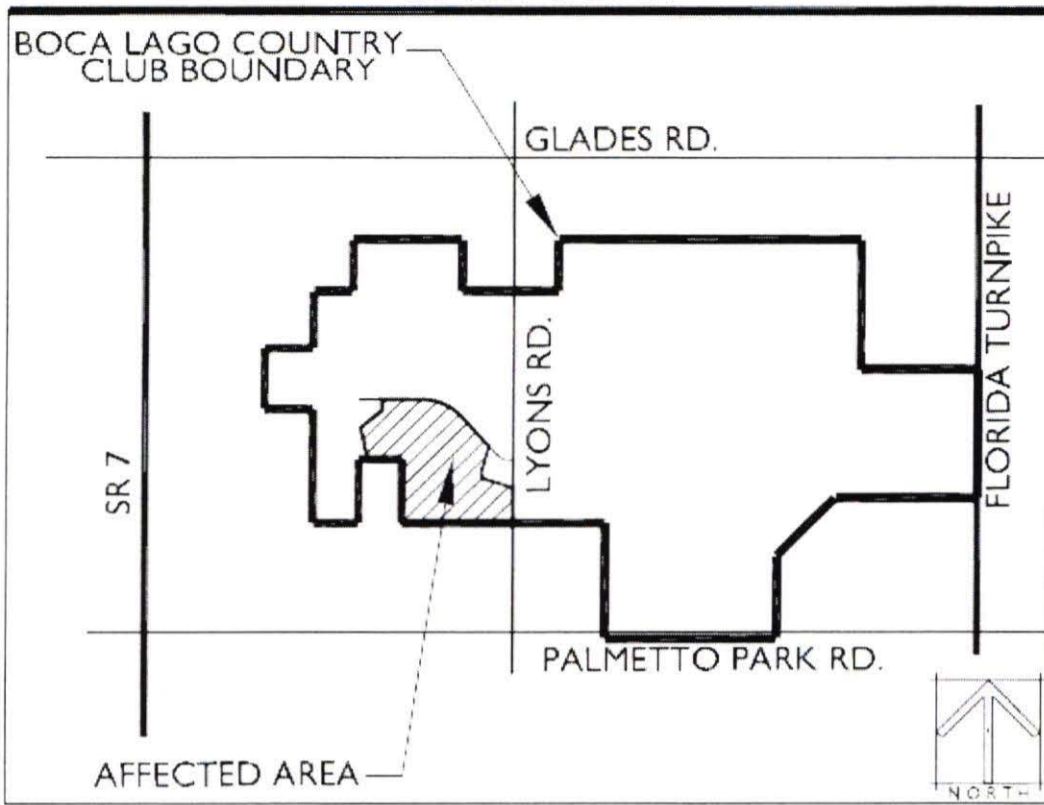 BOCA LAGO COUNTRY
CLUB BOUNDARY
GLADES RD.
FLORIDA TURNPIKE
LYONS RD.
SR 7
PALMETTO PARK RD.
AFFECTED AREA
NORTH